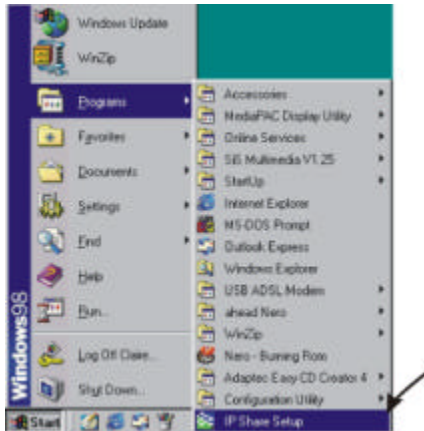 Windows Update
WinZip
Programs
Favorites
Documents
Settings
Find
Help
Run...
Log Off Claire...
Shut Down...
Windows98
Start
Accessories
MediaPAC Display Utility
Online Services
SiS Multimedia V1.25
StartUp
Internet Explorer
MS-DOS Prompt
Outlook Express
Windows Explorer
USB ADSL Modem
ahead Nero
WinZip
Nero - Burning Rom
Adaptec Easy CD Creator 4
Configuration Utility
IP Share Setup